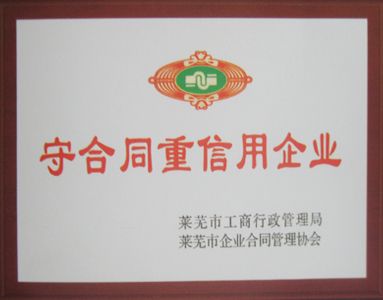 守合同重信用企业
莱芜市工商行政管理局
莱芜市企业合同管理协会